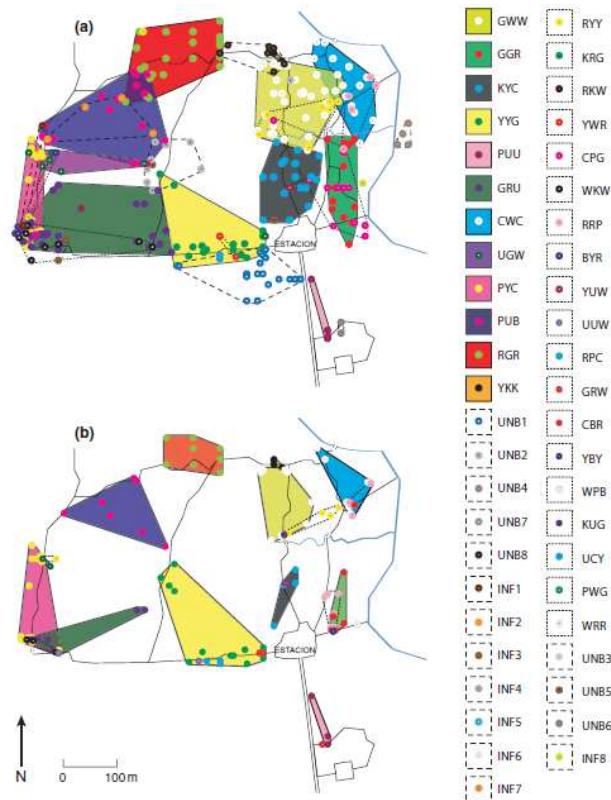 (a)
ESTACION
(b)
ESTACION
N
0 100 m
GWW
GGR
KYC
YYG
PUU
GRU
CWC
UGW
PYC
PUB
RGR
YKK
UNB1
UNB2
UNB4
UNB7
UNB8
INF1
INF2
INF3
INF4
INF5
INF6
INF7
RYY
KRG
RKW
YWR
CPG
WKW
RRP
BYR
YUW
UUW
RPC
GRW
CBR
YBY
WPB
KUG
UCY
PWG
WRR
UNB3
UNB5
UNB6
INF8